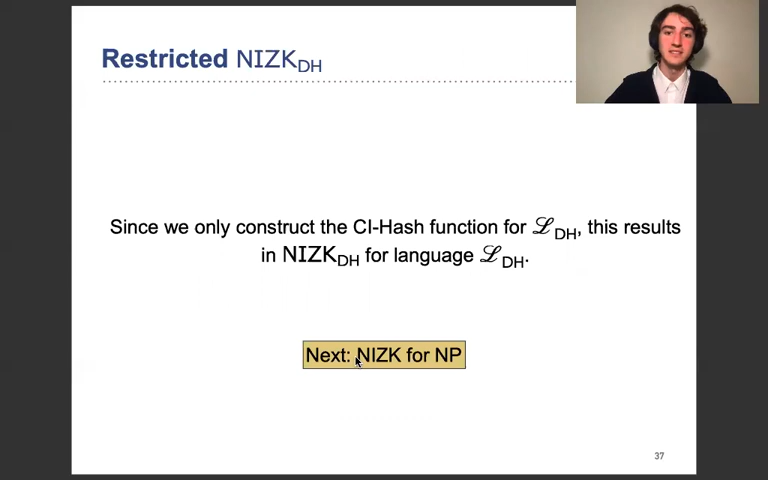 Restricted NIZK_DH
Since we only construct the CI-Hash function for ℒ_DH, this results
in NIZK_DH for language ℒ_DH.
Next: NIZK for NP
37